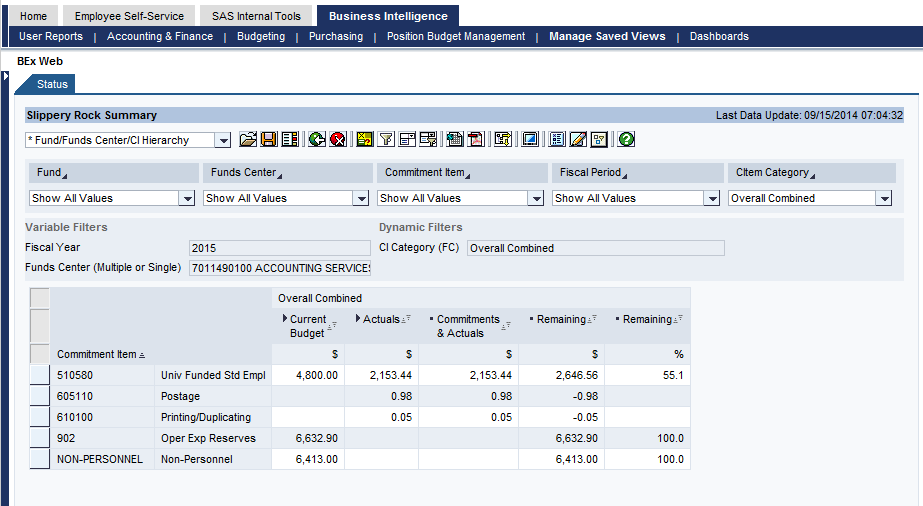 Home Employee Self-Service SAS Internal Tools Business Intelligence
User Reports | Accounting & Finance | Budgeting | Purchasing | Position Budget Management | Manage Saved Views | Dashboards
BEx Web
Status
Slippery Rock Summary Last Data Update: 09/15/2014 07:04:32
* Fund/Funds Center/CI Hierarchy
Fund Funds Center Commitment Item Fiscal Period CItem Category
Show All Values Show All Values Show All Values Show All Values Overall Combined
Variable Filters Dynamic Filters
Fiscal Year 2015 CI Category (FC) Overall Combined
Funds Center (Multiple or Single) 7011490100 ACCOUNTING SERVICES
Overall Combined
Current Actuals Commitments Remaining Remaining
Budget & Actuals
Commitment Item $ $ $ $ %
510580 Univ Funded Std Empl 4,800.00 2,153.44 2,153.44 2,646.56 55.1
605110 Postage 0.98 0.98 -0.98
610100 Printing/Duplicating 0.05 0.05 -0.05
902 Oper Exp Reserves 6,632.90 6,632.90 100.0
NON-PERSONNEL Non-Personnel 6,413.00 6,413.00 100.0